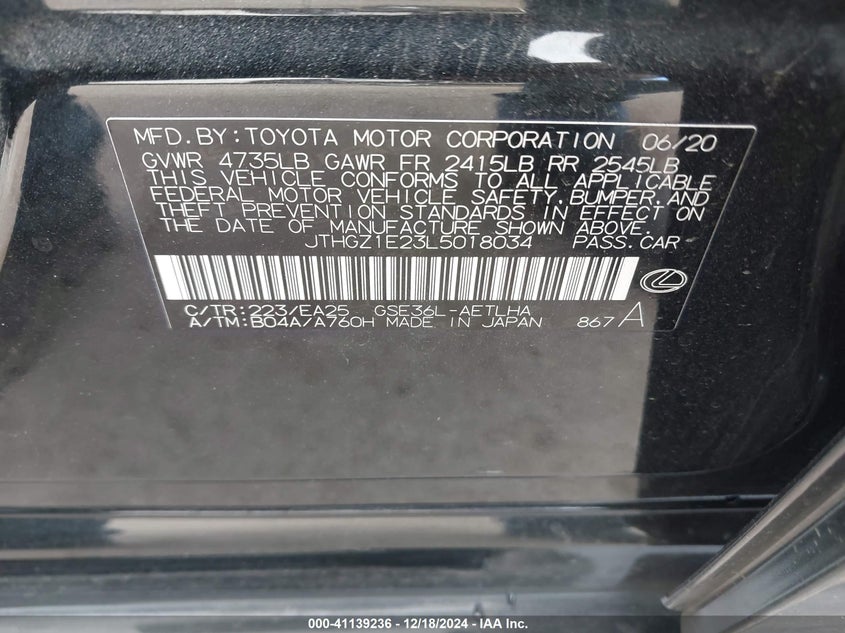 MFD.BY:TOYOTA MOTOR CORPORATION 06/20
GVWR 4735LB GAWR FR 2415LB RR 2545LB
THIS VEHICLE CONFORMS TO ALL APPLICABLE
FEDERAL MOTOR VEHICLE SAFETY,BUMPER,AND
THEFT PREVENTION STANDARDS IN EFFECT ON
THE DATE OF MANUFACTURE SHOWN ABOVE.
JTHGZ1E23L5018034 PASS.CAR
C/TR:223/EA25 GSE36L-AETLHA
A/TM:B04A/A760H MADE IN JAPAN 867A
000-41139236 - 12/18/2024 - IAA Inc.